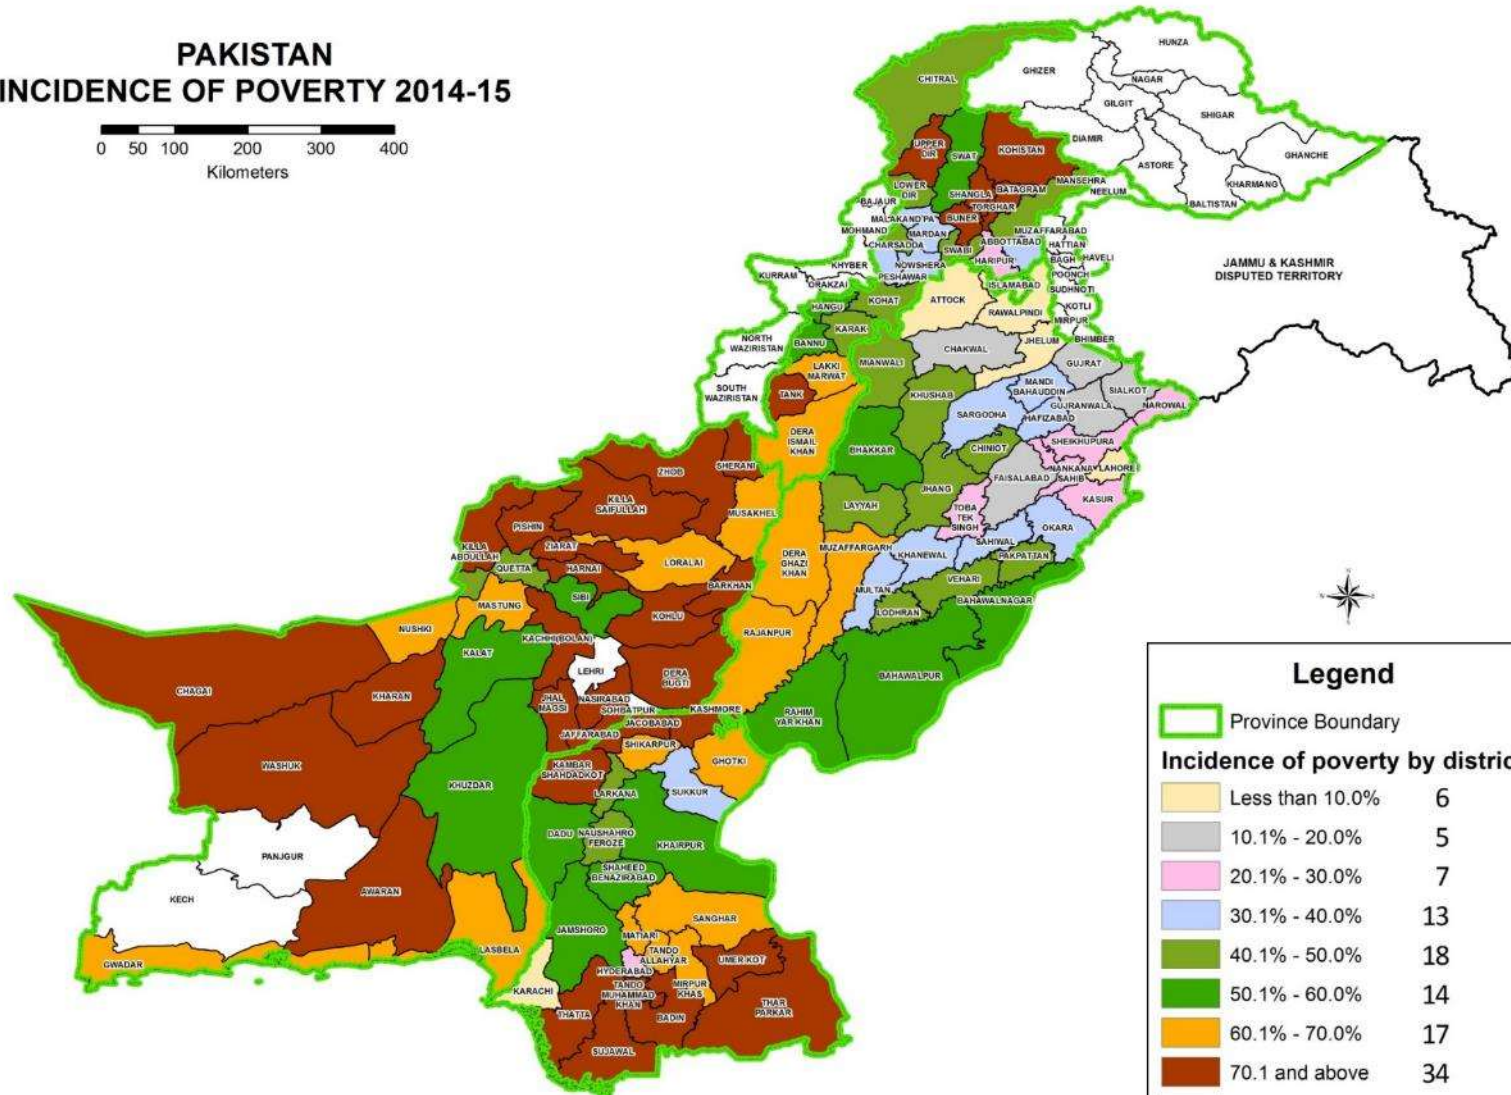 PAKISTAN
INCIDENCE OF POVERTY 2014-15
0 50 100 200 300 400
Kilometers
HUNZA
CHITRAL
GHIZER
NAGAR
GILGIT
SHIGAR
DIAMIR
GHANCHE
ASTORE
KHARMANG
BALTISTAN
UPPER
DIR
SWAT
KOHISTAN
LOWER
DIR
SHANGLA
BATAGRAM
MANSEHRA
NEELUM
TORGHAR
BAJAUR
MALAKAND PA
BUNER
MOHMAND
MARDAN
CHARSADDA
SWABI
ABBOTTABAD
MUZAFFARABAD
HATTIAN
HARIPUR
BAGH
HAVELI
POONCH
SUDHNOTI
KHYBER
NOWSHERA
PESHAWAR
KURRAM
ORAKZAI
JAMMU & KASHMIR
DISPUTED TERRITORY
ISLAMABAD
ATTOCK
RAWALPINDI
KOTLI
MIRPUR
BHIMBER
HANGU
KOHAT
KARAK
BANNU
NORTH
WAZIRISTAN
SOUTH
WAZIRISTAN
LAKKI
MARWAT
TANK
MIANWALI
CHAKWAL
JHELUM
GUJRAT
KHUSHAB
MANDI
BAHAUDDIN
SIALKOT
SARGODHA
GUJRANWALA
HAFIZABAD
NAROWAL
DERA
ISMAIL
KHAN
BHAKKAR
CHINIOT
SHEIKHUPURA
NANKANA
SAHIB
LAHORE
FAISALABAD
KASUR
JHANG
TOBA
TEK
SINGH
LAYYAH
OKARA
SHERANI
ZHOB
KILLA
SAIFULLAH
MUSAKHEL
PISHIN
KILLA
ABDULLAH
ZIARAT
LORALAI
HARNAI
QUETTA
DERA
GHAZI
KHAN
MUZAFFARGARH
KHANEWAL
SAHIWAL
PAKPATTAN
MULTAN
VEHARI
LODHRAN
BAHAWALNAGAR
BARKHAN
SIBI
MASTUNG
KOHLU
NUSHKI
KACHHI(BOLAN)
RAJANPUR
KALAT
LEHRI
DERA
BUGTI
BAHAWALPUR
CHAGAI
KHARAN
JHAL
MAGSI
NASIRABAD
SOHBATPUR
KASHMORE
RAHIM
YAR KHAN
JACOBABAD
JAFFARABAD
SHIKARPUR
WASHUK
KHUZDAR
KAMBAR
SHAHDADKOT
GHOTKI
LARKANA
SUKKUR
DADU
NAUSHAHRO
FEROZE
KHAIRPUR
PANJGUR
KECH
AWARAN
SHAHEED
BENAZIRABAD
SANGHAR
JAMSHORO
MATIARI
TANDO
ALLAHYAR
LASBELA
GWADAR
HYDERABAD
UMER KOT
KARACHI
TANDO
MUHAMMAD
KHAN
MIRPUR
KHAS
THATTA
BADIN
THAR
PARKAR
SUJAWAL
Legend
Province Boundary
Incidence of poverty by distric
Less than 10.0% 6
10.1% - 20.0% 5
20.1% - 30.0% 7
30.1% - 40.0% 13
40.1% - 50.0% 18
50.1% - 60.0% 14
60.1% - 70.0% 17
70.1 and above 34